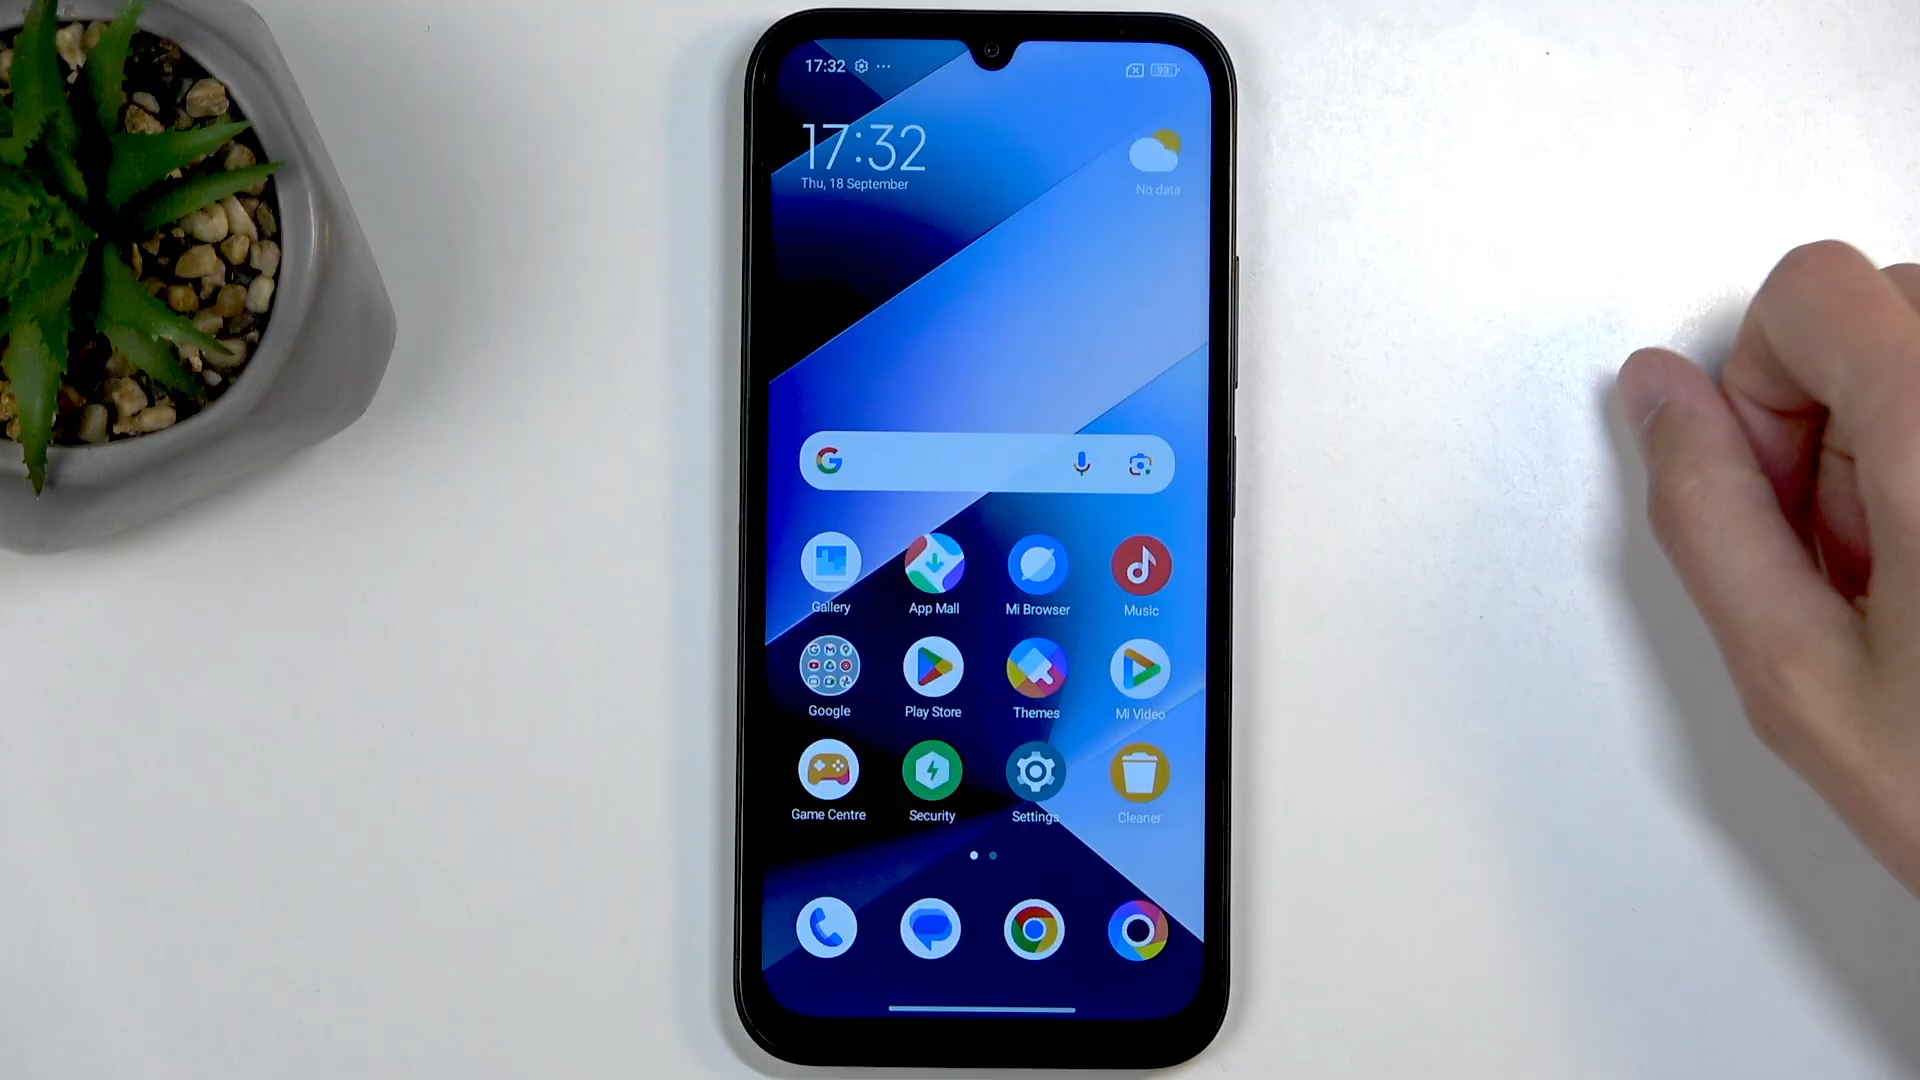 17:32
93
17:32
Thu, 18 September
No data
Gallery
App Mall
Mi Browser
Music
Google
Play Store
Themes
Mi Video
Game Centre
Security
Settings
Cleaner